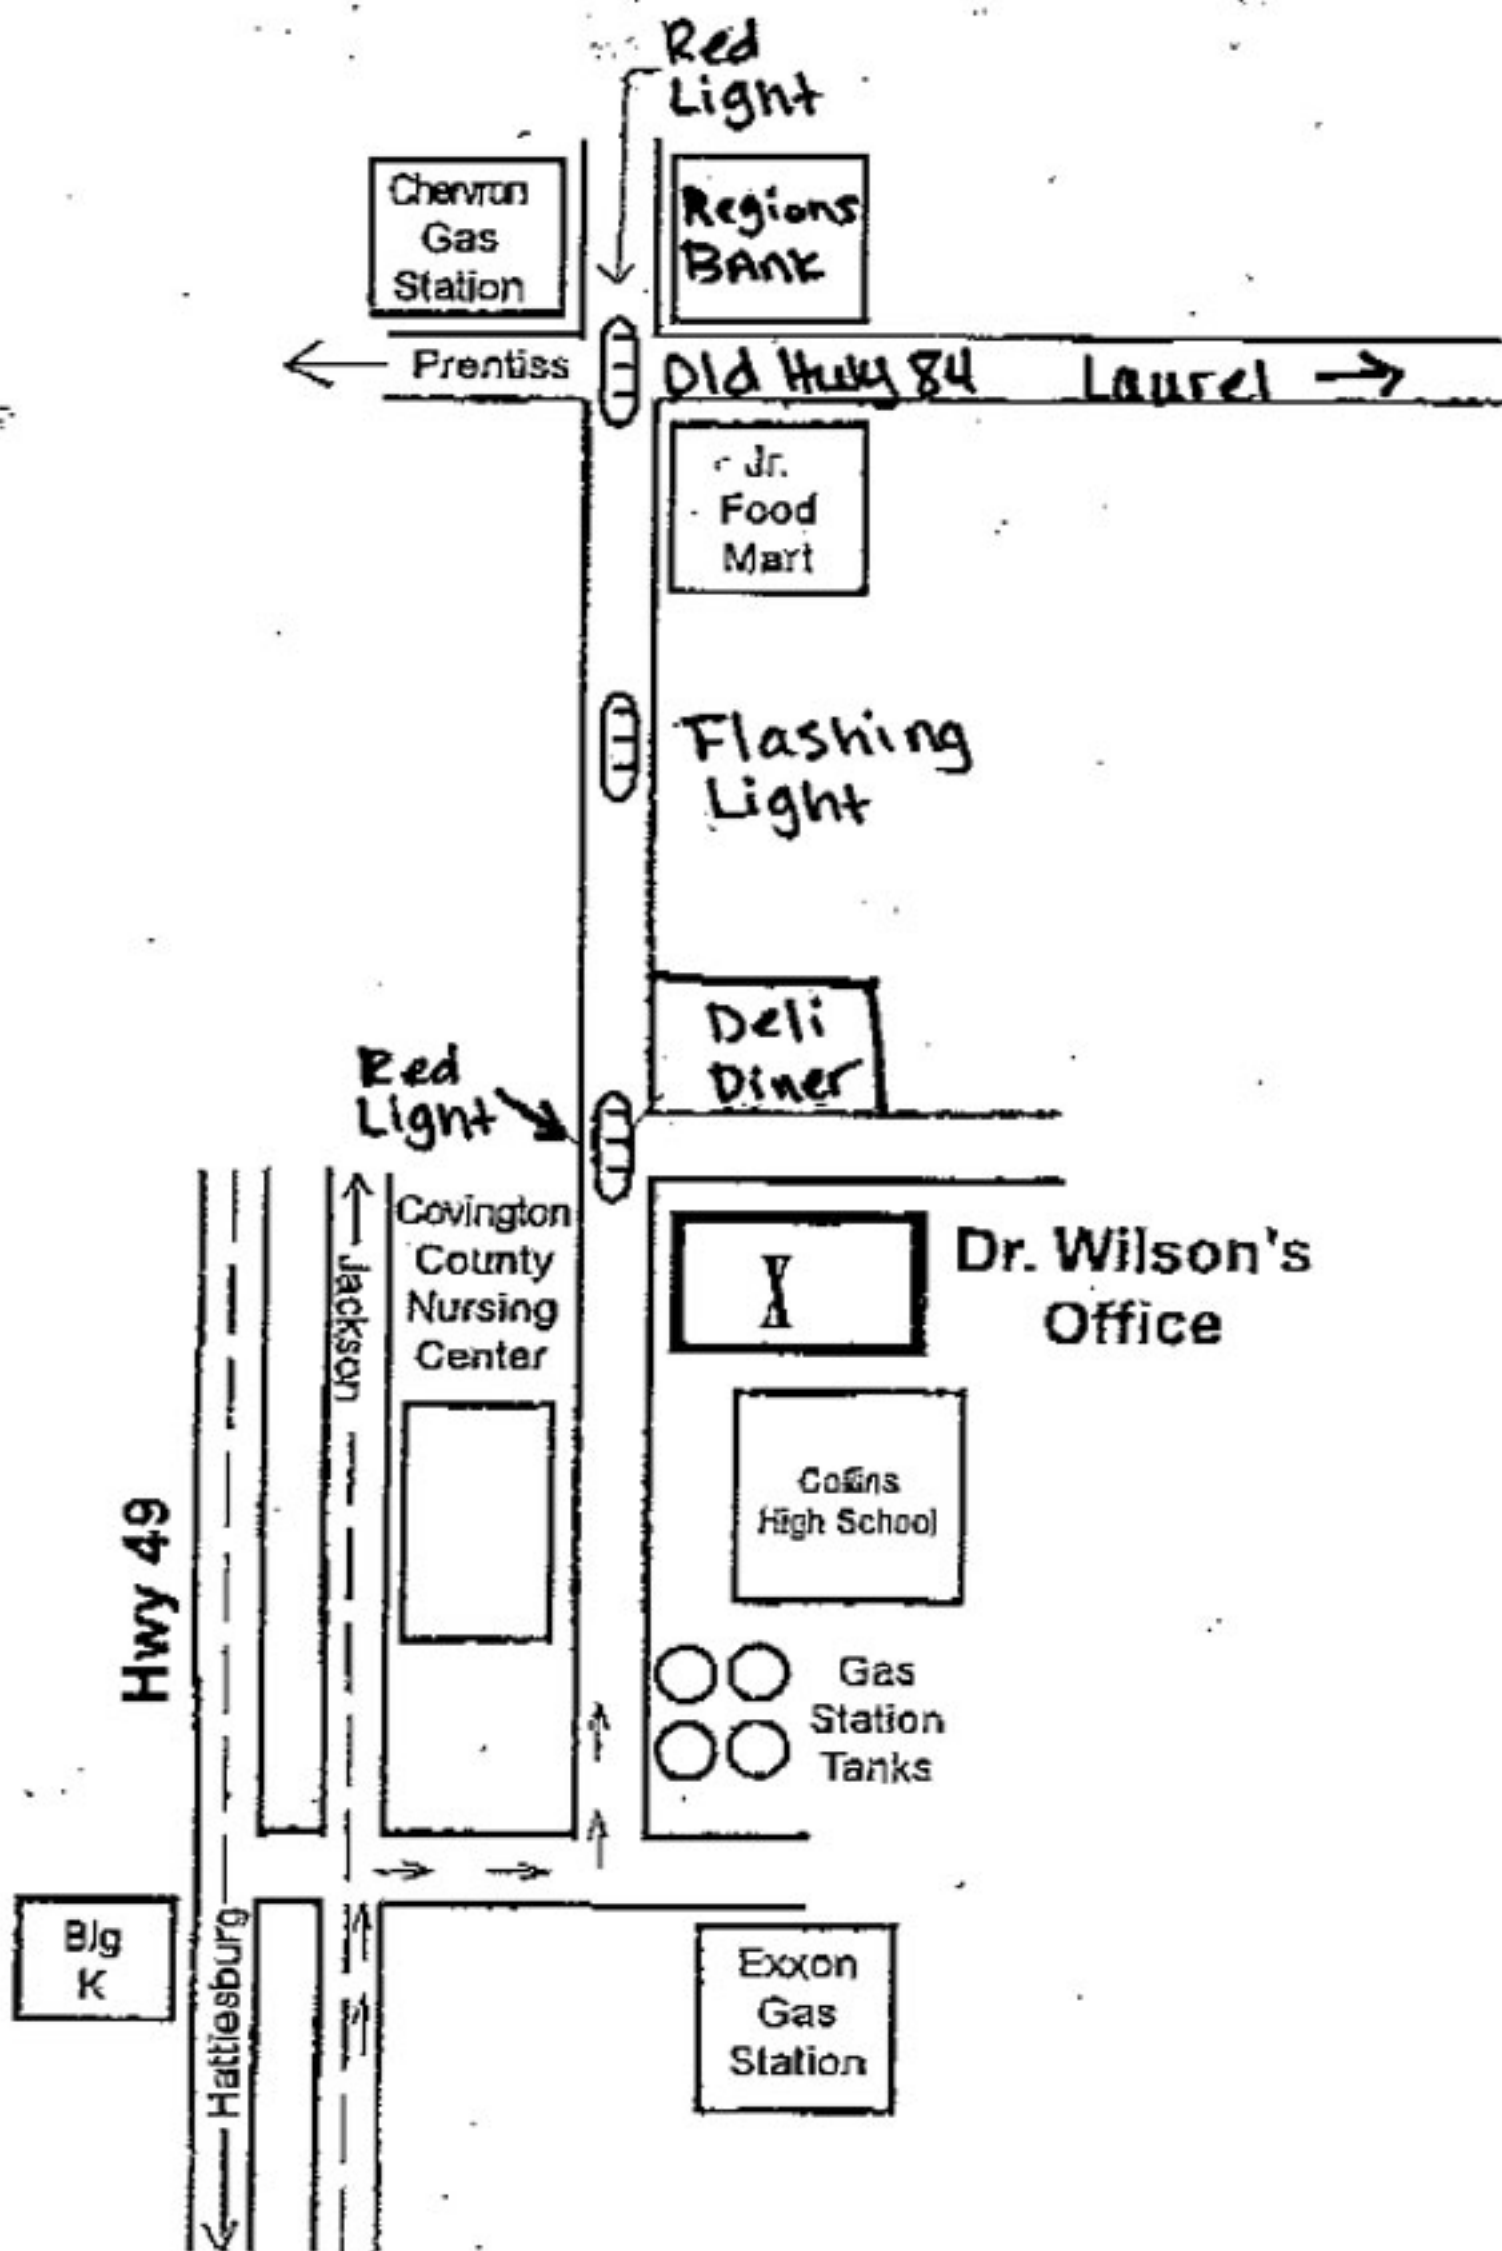 Red
Light
Chevron
Gas
Station
Regions
BAnk
Prentiss
Old Hwy 84
Laurel
Jr.
Food
Mart
Flashing
Light
Deli
Diner
Red
Light
Covington
County
Nursing
Center
Jackson
X
Dr. Wilson's
Office
Collins
High School
Hwy 49
Gas
Station
Tanks
Big
K
Hattiesburg
Exxon
Gas
Station